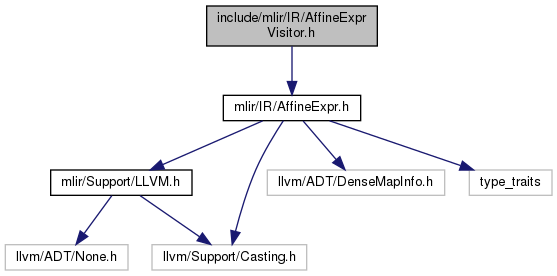 include/mlir/IR/AffineExpr
Visitor.h
mlir/IR/AffineExpr.h
mlir/Support/LLVM.h
llvm/ADT/DenseMapInfo.h
type_traits
llvm/ADT/None.h
llvm/Support/Casting.h